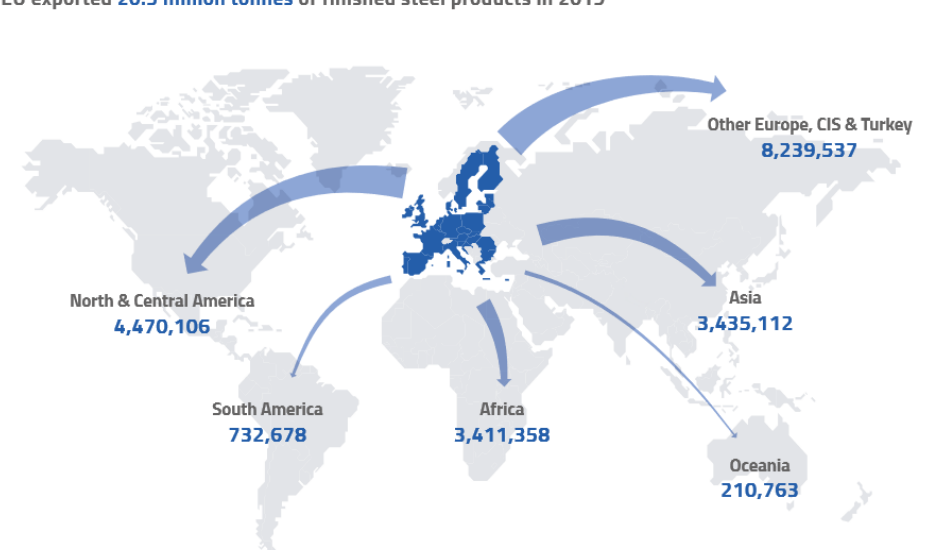 EU exported 20.5 million tonnes of finished steel products in 2019
Other Europe, CIS & Turkey
8,239,537
North & Central America
4,470,106
Asia
3,435,112
South America
732,678
Africa
3,411,358
Oceania
210,763